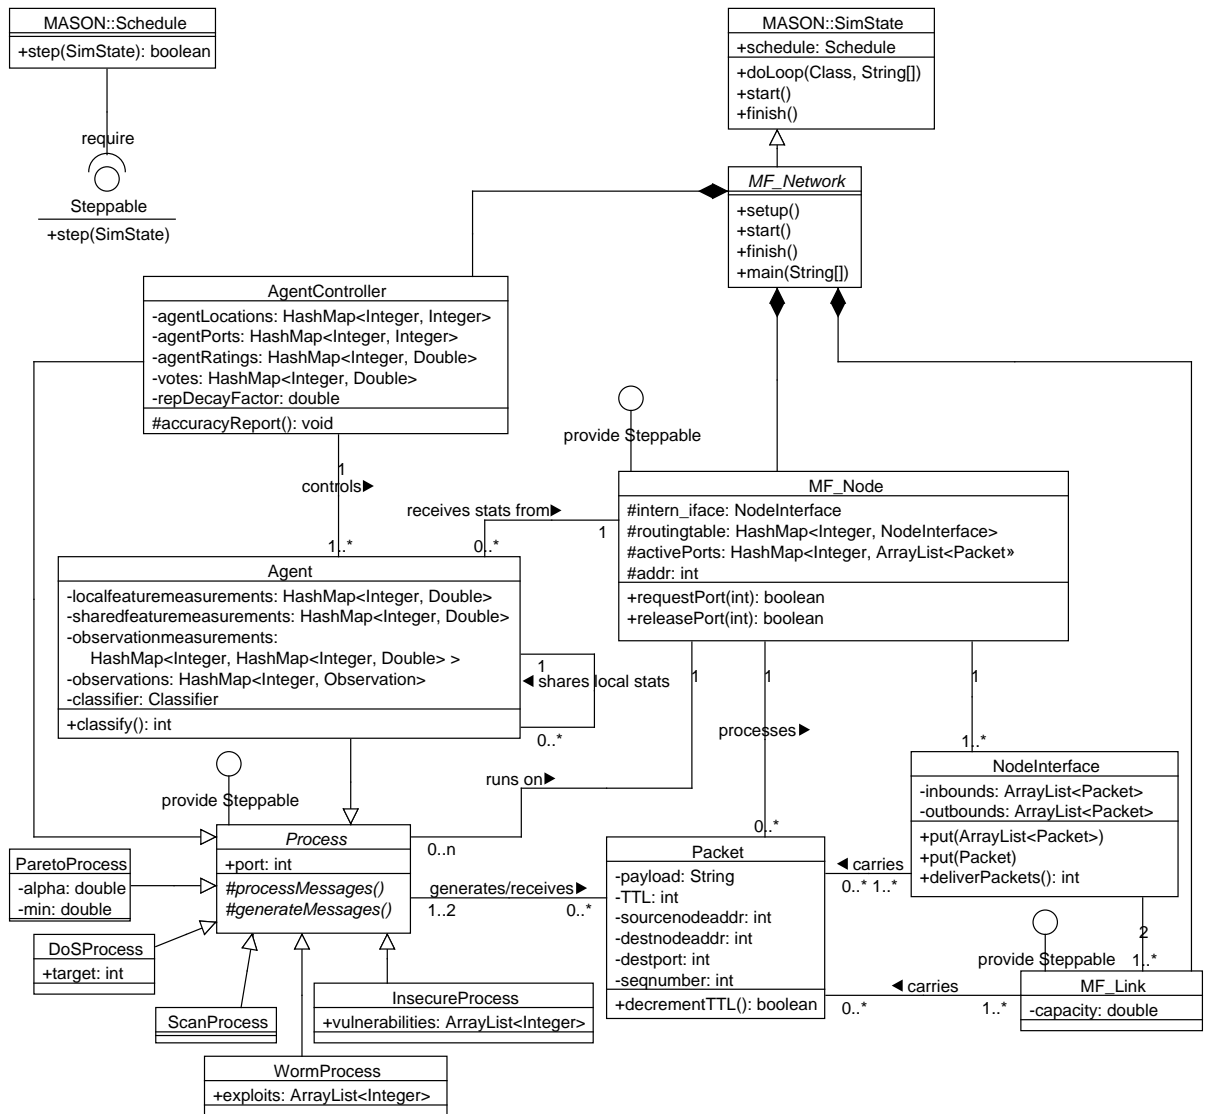 MASON::Schedule
+step(SimState): boolean
require
Steppable
+step(SimState)
MASON::SimState
+schedule: Schedule
+doLoop(Class, String[])
+start()
+finish()
MF_Network
+setup()
+start()
+finish()
+main(String[])
AgentController
-agentLocations: HashMap<Integer, Integer>
-agentPorts: HashMap<Integer, Integer>
-agentRatings: HashMap<Integer, Double>
-votes: HashMap<Integer, Double>
-repDecayFactor: double
#accuracyReport(): void
provide Steppable
1
controls►
1..*
receives stats from►
0..*
1
MF_Node
#intern_iface: NodeInterface
#routingtable: HashMap<Integer, NodeInterface>
#activePorts: HashMap<Integer, ArrayList<Packet»
#addr: int
+requestPort(int): boolean
+releasePort(int): boolean
Agent
-localfeaturemeasurements: HashMap<Integer, Double>
-sharedfeaturemeasurements: HashMap<Integer, Double>
-observationmeasurements:
HashMap<Integer, HashMap<Integer, Double> >
-observations: HashMap<Integer, Observation>
-classifier: Classifier
+classify(): int
1
◄ shares local stats
0..*
1
1
1
processes►
1..*
0..*
runs on►
0..n
provide Steppable
Process
+port: int
#processMessages()
#generateMessages()
generates/receives ►
1..2
0..*
NodeInterface
-inbounds: ArrayList<Packet>
-outbounds: ArrayList<Packet>
+put(ArrayList<Packet>)
+put(Packet)
+deliverPackets(): int
ParetoProcess
-alpha: double
-min: double
DoSProcess
+target: int
ScanProcess
InsecureProcess
+vulnerabilities: ArrayList<Integer>
WormProcess
+exploits: ArrayList<Integer>
Packet
-payload: String
-TTL: int
-sourcenodeaddr: int
-destnodeaddr: int
-destport: int
-seqnumber: int
+decrementTTL(): boolean
◄ carries
0..* 1..*
2
provide Steppable
1..*
◄ carries
0..*
1..*
MF_Link
-capacity: double